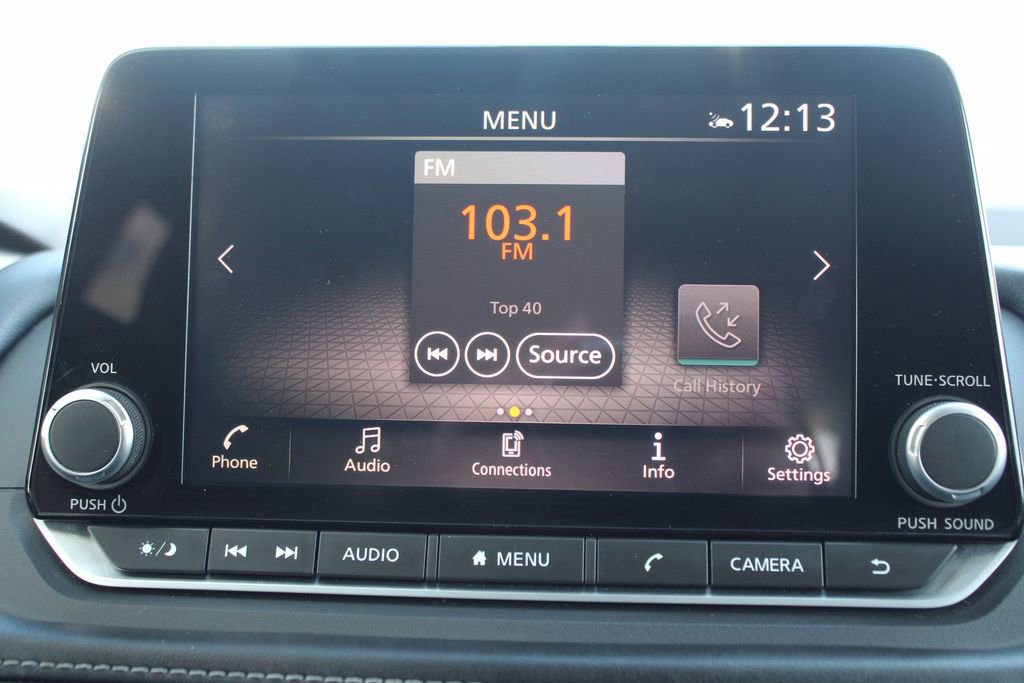 MENU
12:13
FM
103.1
FM
Top 40
Source
Call History
VOL
TUNE·SCROLL
Phone
Audio
Connections
Info
Settings
PUSH
PUSH SOUND
AUDIO
MENU
CAMERA